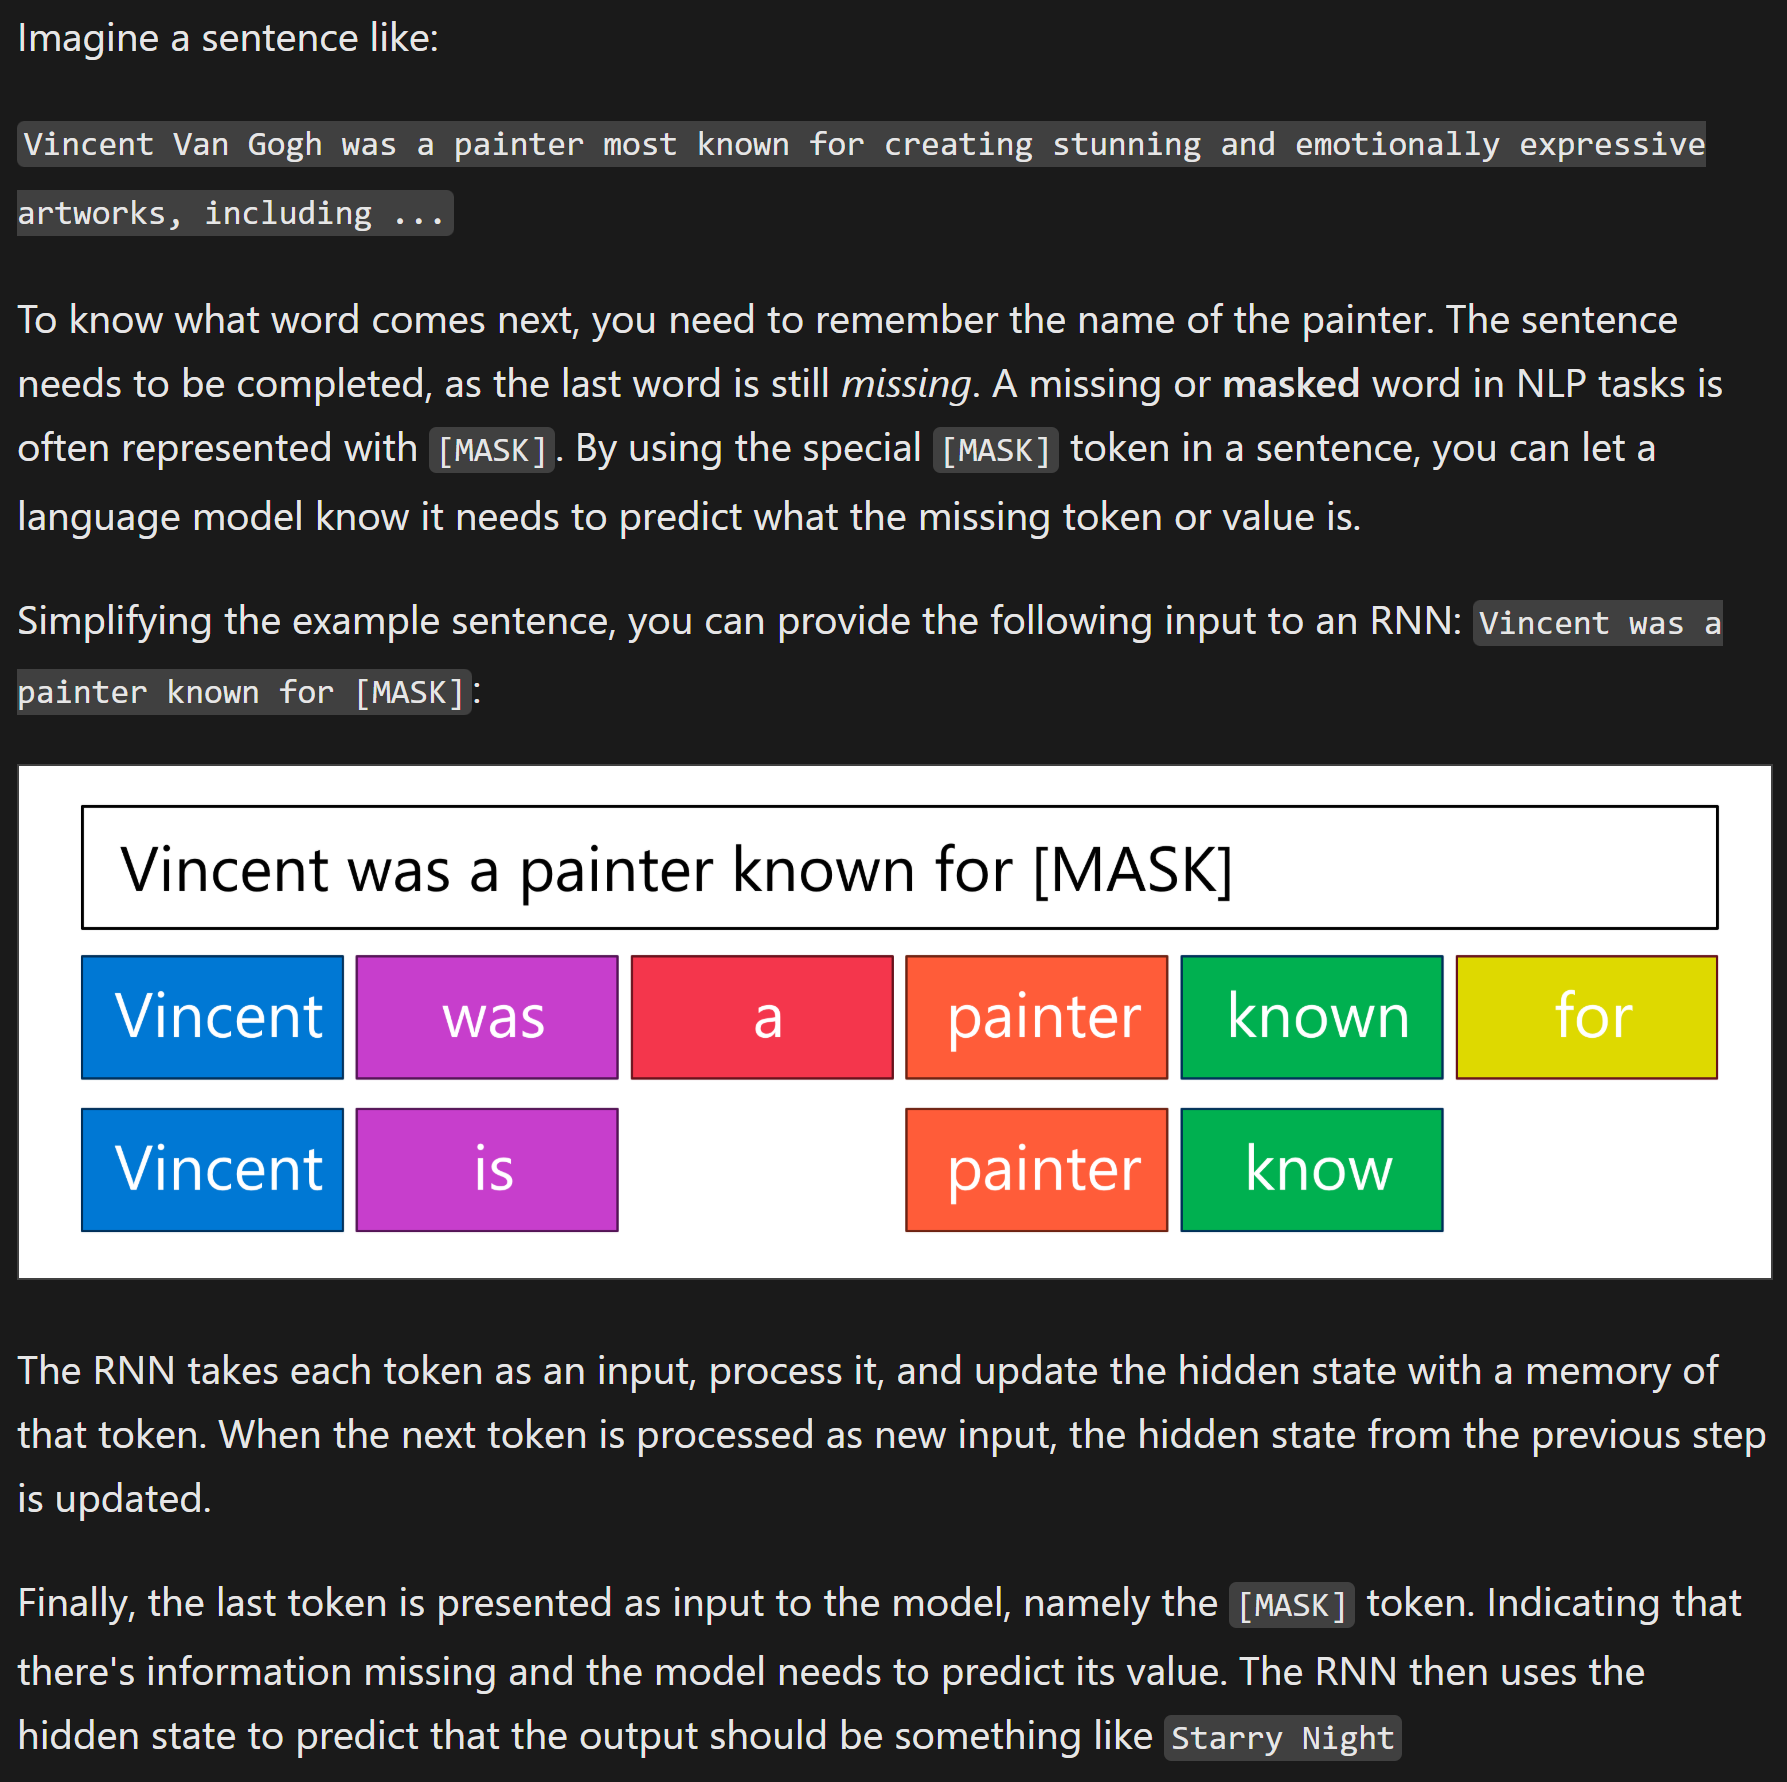 Imagine a sentence like:
Vincent Van Gogh was a painter most known for creating stunning and emotionally expressive
artworks, including ...
To know what word comes next, you need to remember the name of the painter. The sentence
needs to be completed, as the last word is still missing. A missing or masked word in NLP tasks is
often represented with [MASK]. By using the special [MASK] token in a sentence, you can let a
language model know it needs to predict what the missing token or value is.
Simplifying the example sentence, you can provide the following input to an RNN: Vincent was a
painter known for [MASK]:
Vincent was a painter known for [MASK]
Vincent was a painter known for
Vincent is painter know
The RNN takes each token as an input, process it, and update the hidden state with a memory of
that token. When the next token is processed as new input, the hidden state from the previous step
is updated.
Finally, the last token is presented as input to the model, namely the [MASK] token. Indicating that
there's information missing and the model needs to predict its value. The RNN then uses the
hidden state to predict that the output should be something like Starry Night